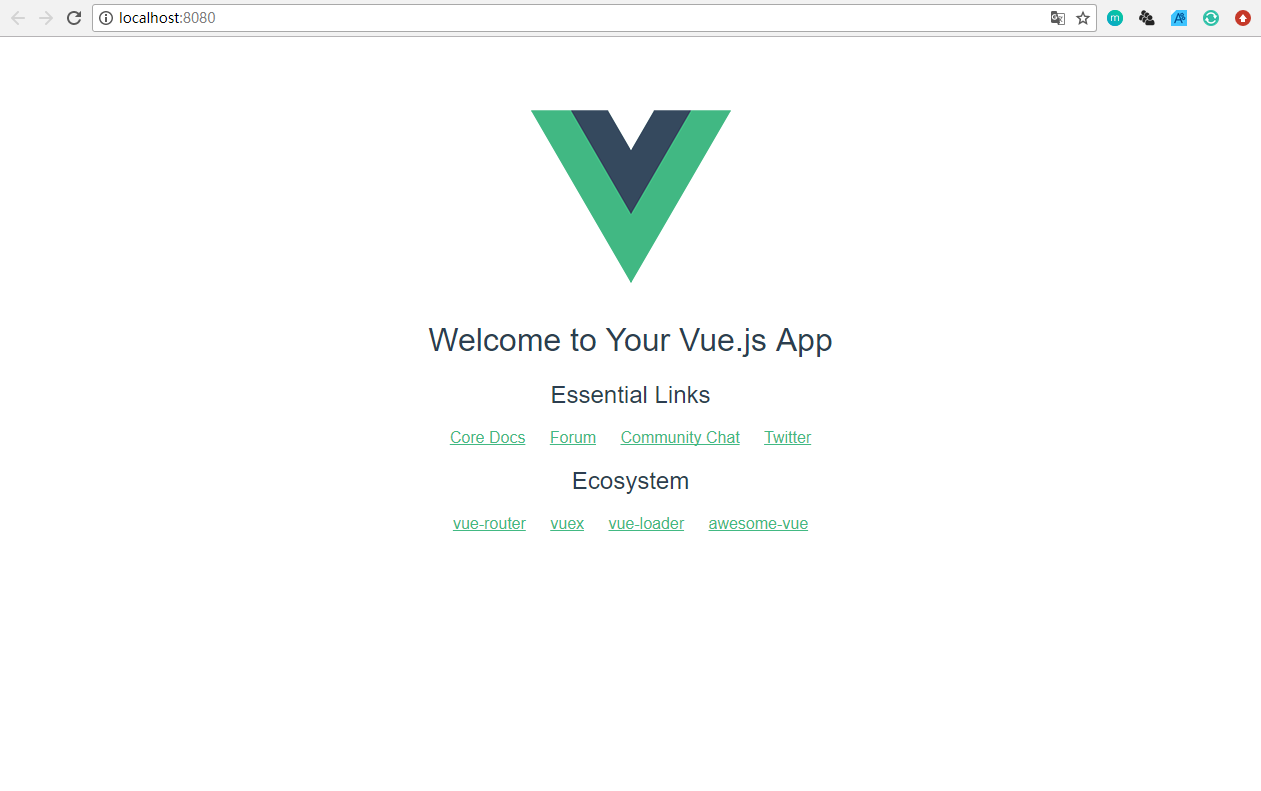 localhost:8080
Welcome to Your Vue.js App
Essential Links
Core Docs Forum Community Chat Twitter
Ecosystem
vue-router vuex vue-loader awesome-vue